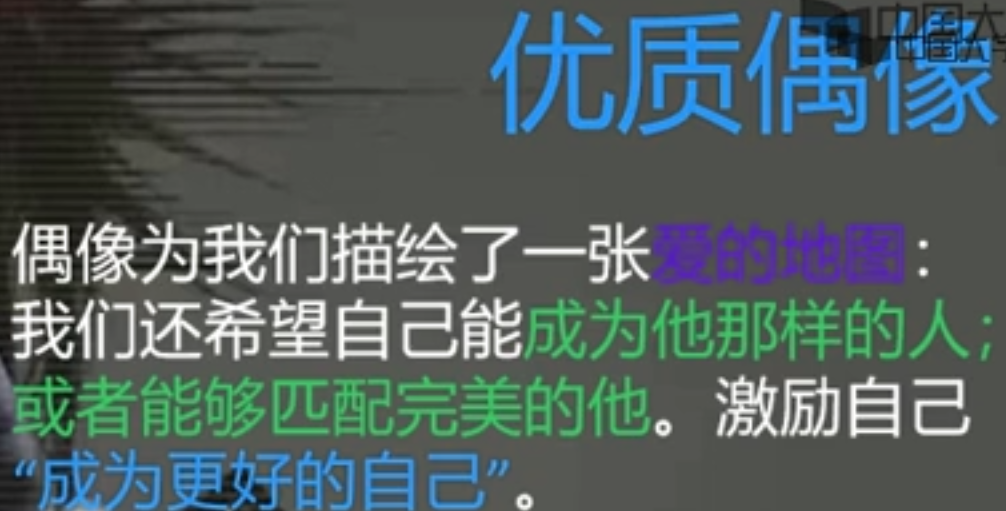 中国大学
优质偶像
偶像为我们描绘了一张爱的地图：
我们还希望自己能成为他那样的人；
或者能够匹配完美的他。激励自己
“成为更好的自己”。